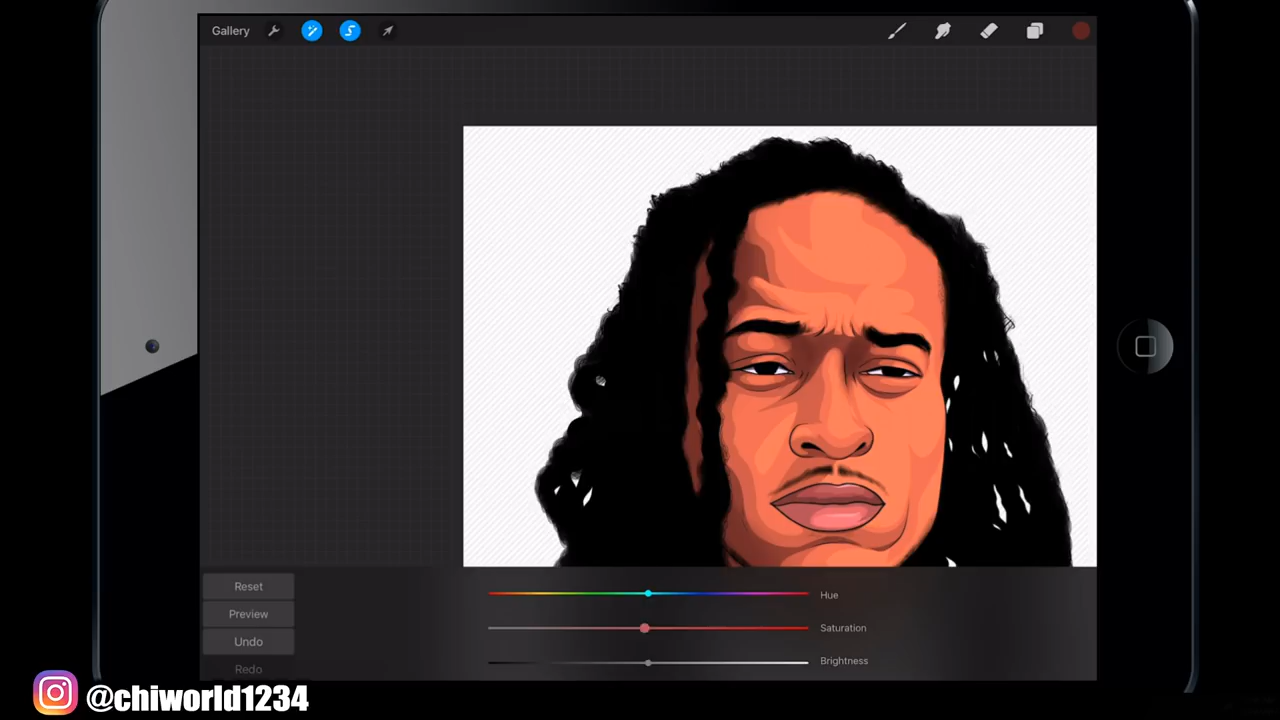 Gallery
Hue
Saturation
Brightness
Reset
Preview
Undo
Redo
@chiworld1234